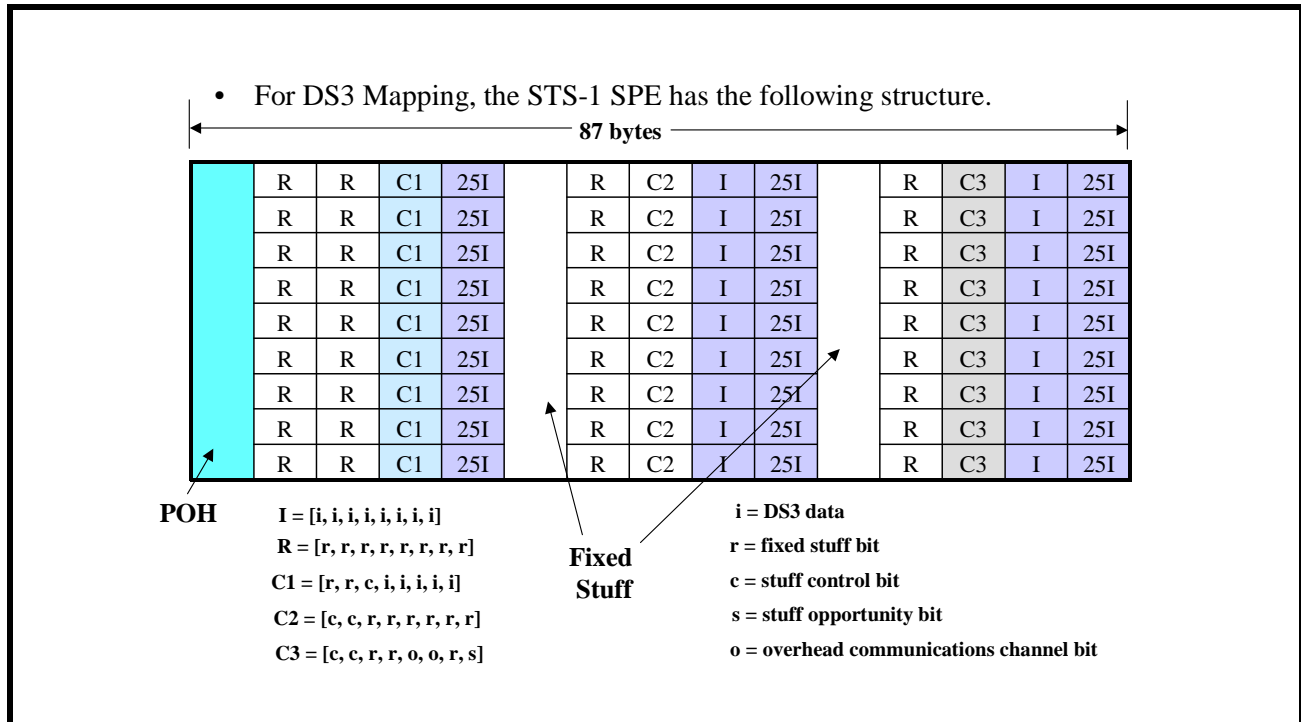 • For DS3 Mapping, the STS-1 SPE has the following structure.
87 bytes
R R C1 25I R C2 I 25I R C3 I 25I
R R C1 25I R C2 I 25I R C3 I 25I
R R C1 25I R C2 I 25I R C3 I 25I
R R C1 25I R C2 I 25I R C3 I 25I
R R C1 25I R C2 I 25I R C3 I 25I
R R C1 25I R C2 I 25I R C3 I 25I
R R C1 25I R C2 I 25I R C3 I 25I
R R C1 25I R C2 I 25I R C3 I 25I
R R C1 25I R C2 I 25I R C3 I 25I
POH
I = [i, i, i, i, i, i, i, i]
R = [r, r, r, r, r, r, r, r]
C1 = [r, r, c, i, i, i, i, i]
C2 = [c, c, r, r, r, r, r, r]
C3 = [c, c, r, r, o, o, r, s]
Fixed
Stuff
i = DS3 data
r = fixed stuff bit
c = stuff control bit
s = stuff opportunity bit
o = overhead communications channel bit